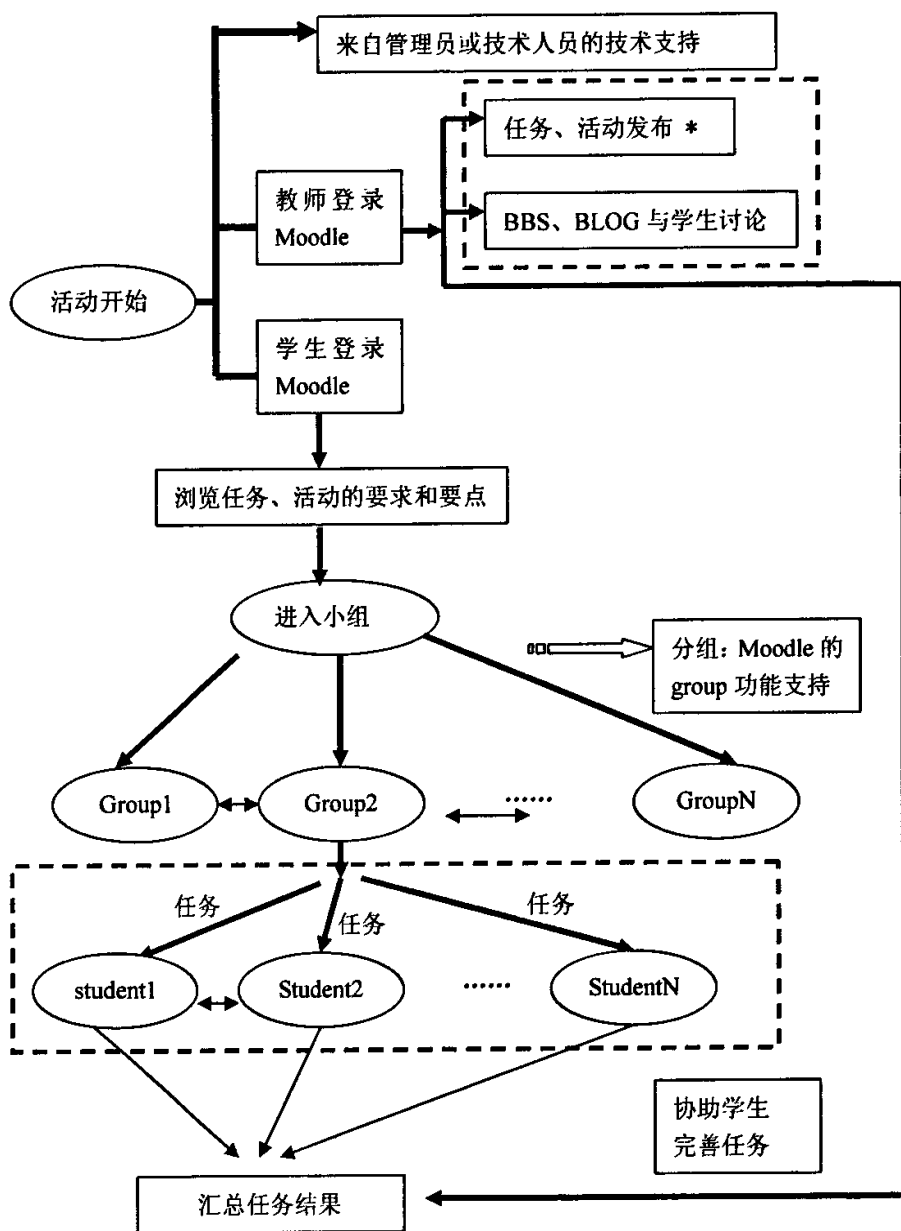 来自管理员或技术人员的技术支持
任务、活动发布 *
教师登录
Moodle
BBS、BLOG 与学生讨论
活动开始
学生登录
Moodle
浏览任务、活动的要求和要点
进入小组
分组：Moodle 的
group 功能支持
Group1
Group2
……
GroupN
任务
任务
任务
student1
Student2
……
StudentN
协助学生
完善任务
汇总任务结果